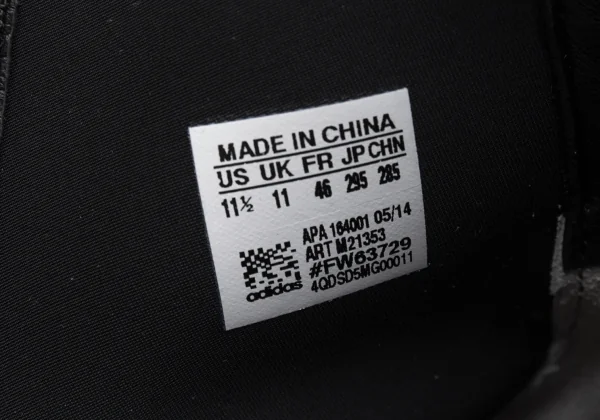 MADE IN CHINA
US UK FR JP CHN
11½ 11 46 295 285
APA 164001 05/14
ART M21353
#FW63729
adidas 4QDSD5MG00011